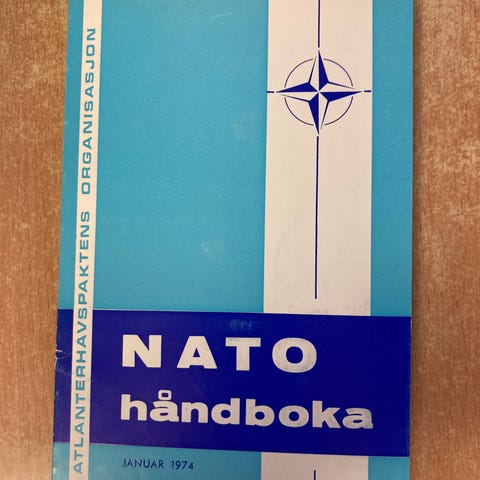 ATLANTERHAVSPAKTENS ORGANISASJON
NATO
håndboka
JANUAR 1974